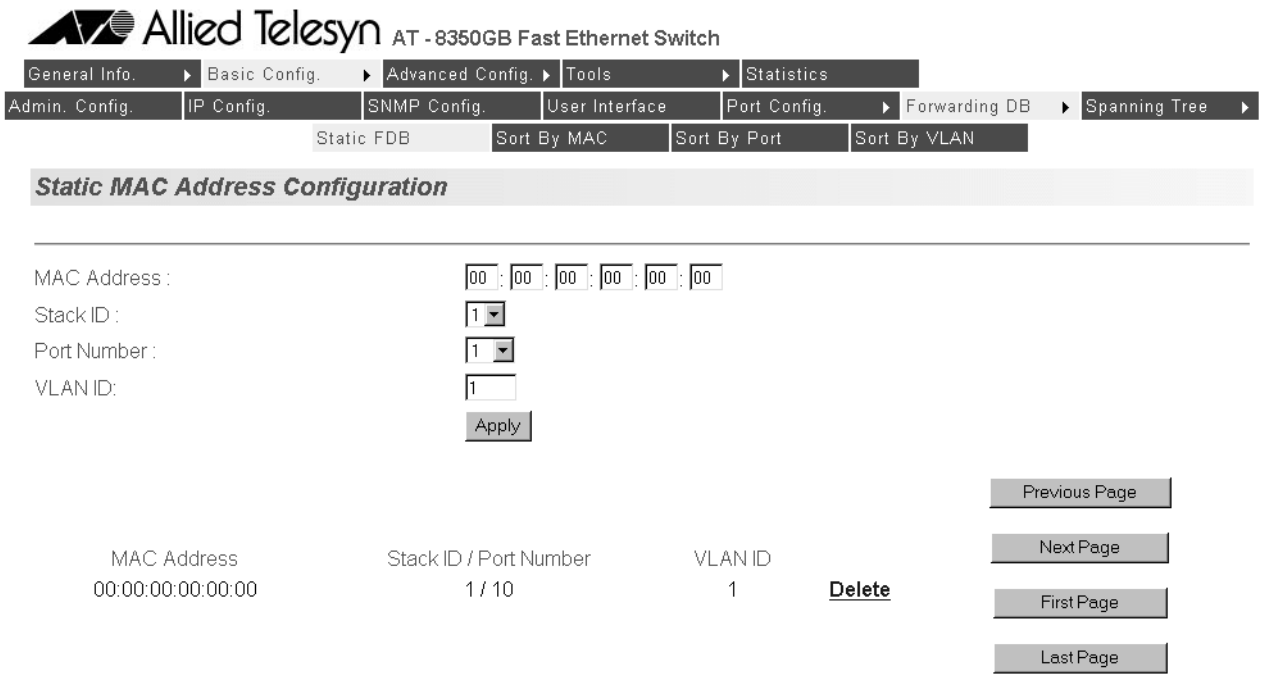 Allied Telesyn AT - 8350GB Fast Ethernet Switch
General Info. Basic Config. Advanced Config. Tools Statistics
Admin. Config. IP Config. SNMP Config. User Interface Port Config. Forwarding DB Spanning Tree
Static FDB Sort By MAC Sort By Port Sort By VLAN
Static MAC Address Configuration
MAC Address : 00 : 00 : 00 : 00 : 00 : 00
Stack ID : 1
Port Number : 1
VLAN ID: 1
Apply
Previous Page
Next Page
MAC Address Stack ID / Port Number VLAN ID
00:00:00:00:00:00 1 / 10 1 Delete
First Page
Last Page